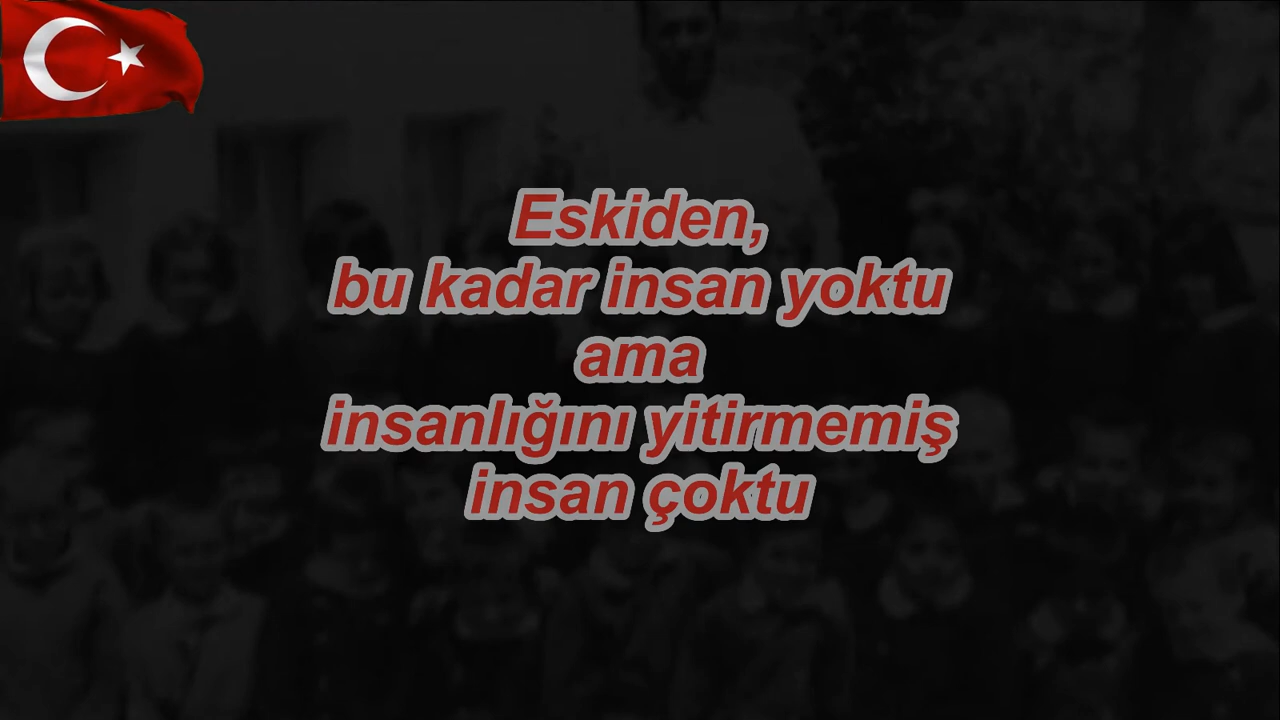 Eskiden,
bu kadar insan yoktu
ama
insanlığını yitirmemiş
insan çoktu